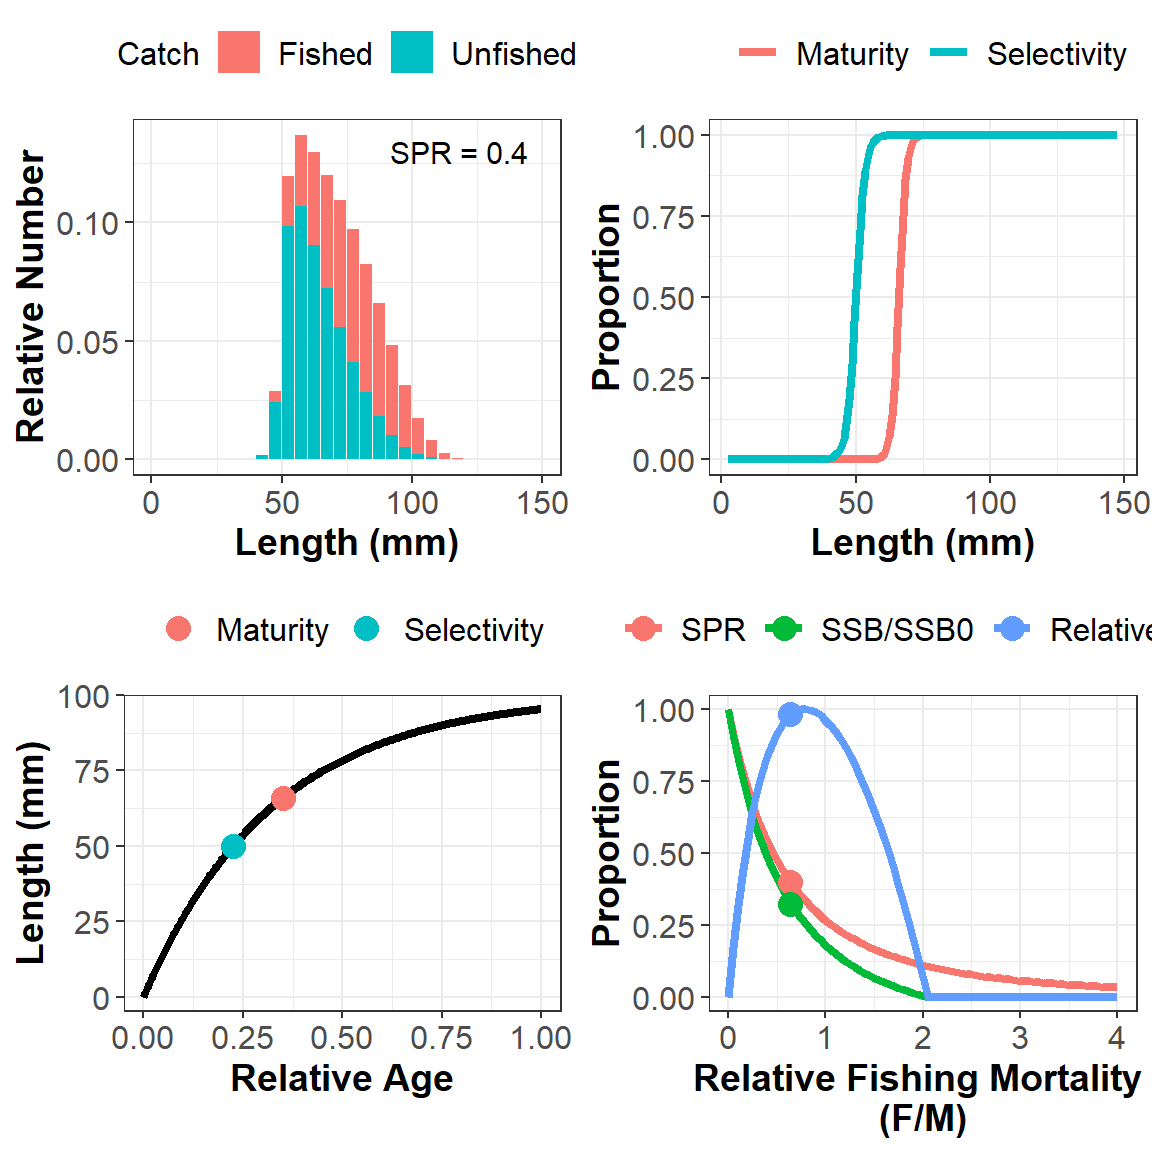 Catch Fished Unfished
SPR = 0.4
Relative Number
0.10
0.05
0.00
0 50 100 150
Length (mm)
Maturity Selectivity
Proportion
1.00
0.75
0.50
0.25
0.00
0 50 100 150
Length (mm)
Maturity Selectivity
Length (mm)
100
75
50
25
0
0.00 0.25 0.50 0.75 1.00
Relative Age
SPR SSB/SSB0 Relative
Proportion
1.00
0.75
0.50
0.25
0.00
0 1 2 3 4
Relative Fishing Mortality
(F/M)